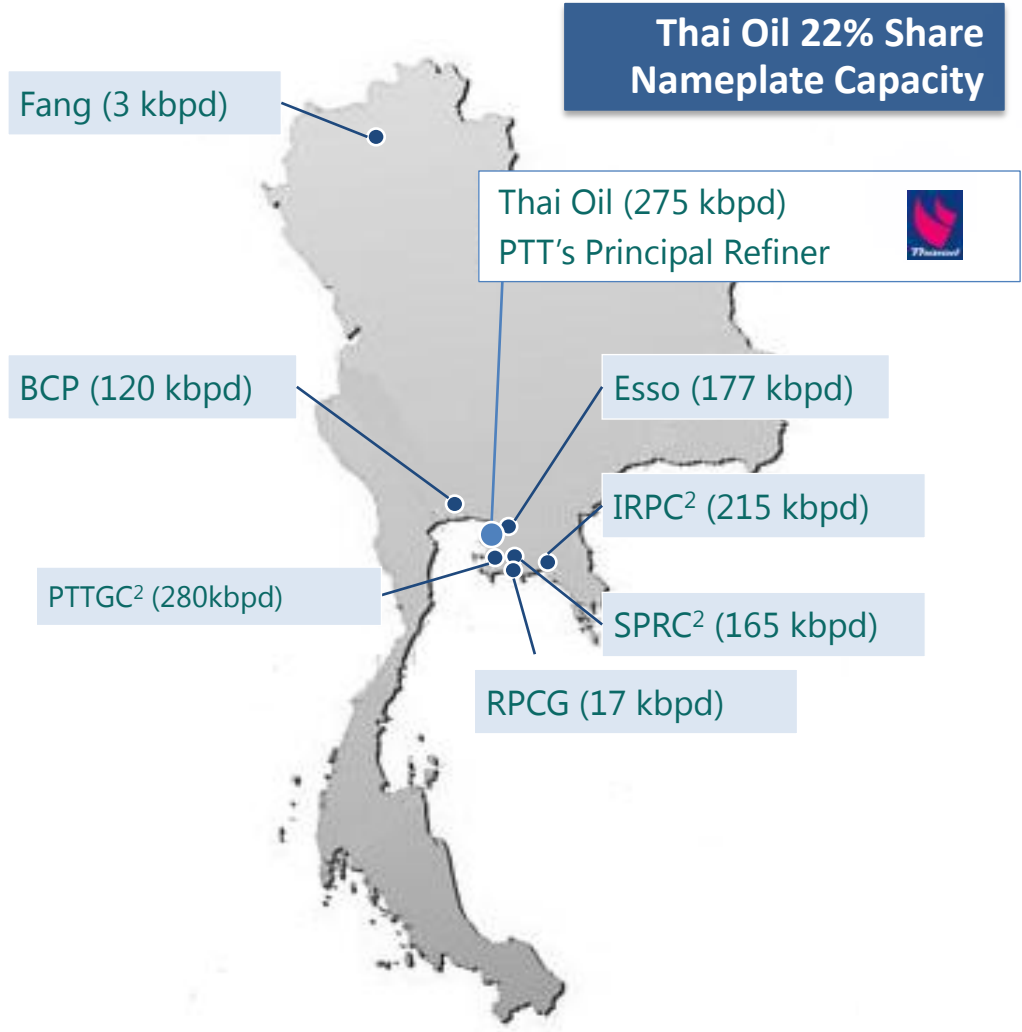 Thai Oil 22% Share
Nameplate Capacity
Fang (3 kbpd)
Thai Oil (275 kbpd)
PTT’s Principal Refiner
BCP (120 kbpd)
Esso (177 kbpd)
IRPC² (215 kbpd)
PTTGC² (280kbpd)
SPRC² (165 kbpd)
RPCG (17 kbpd)